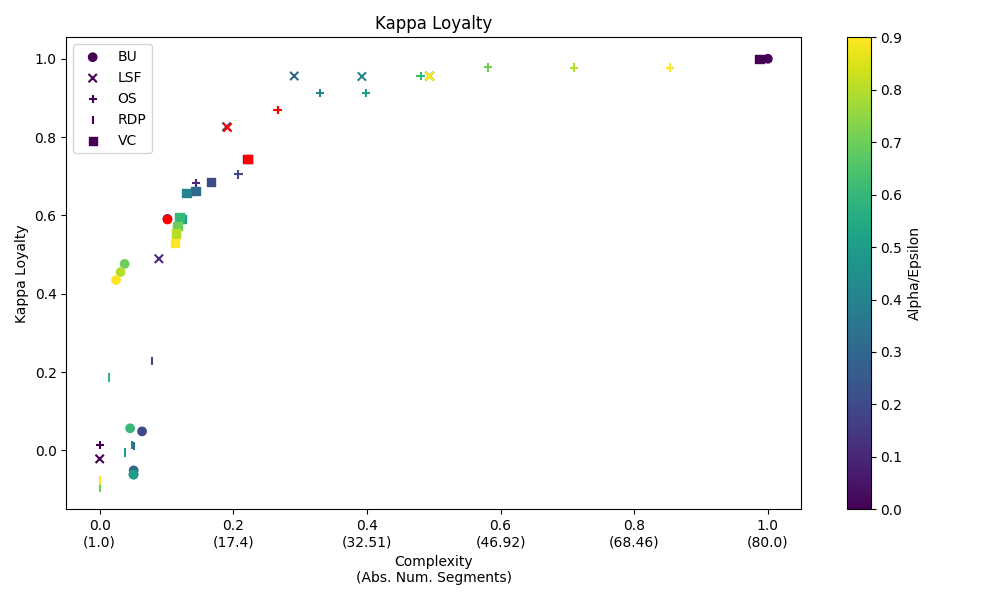 Kappa Loyalty
BU
LSF
OS
RDP
VC
1.0
0.8
0.6
0.4
0.2
0.0
Kappa Loyalty
0.0
(1.0)
0.2
(17.4)
0.4
(32.51)
0.6
(46.92)
0.8
(68.46)
1.0
(80.0)
Complexity
(Abs. Num. Segments)
0.9
0.8
0.7
0.6
0.5
0.4
0.3
0.2
0.1
0.0
Alpha/Epsilon